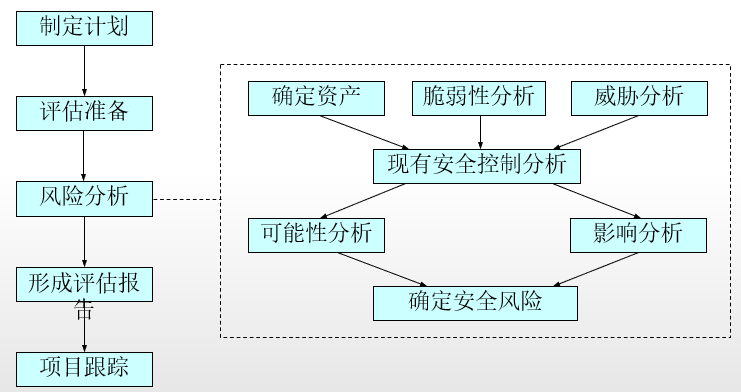 制定计划
评估准备
风险分析
形成评估报
告
项目跟踪
确定资产
脆弱性分析
威胁分析
现有安全控制分析
可能性分析
影响分析
确定安全风险